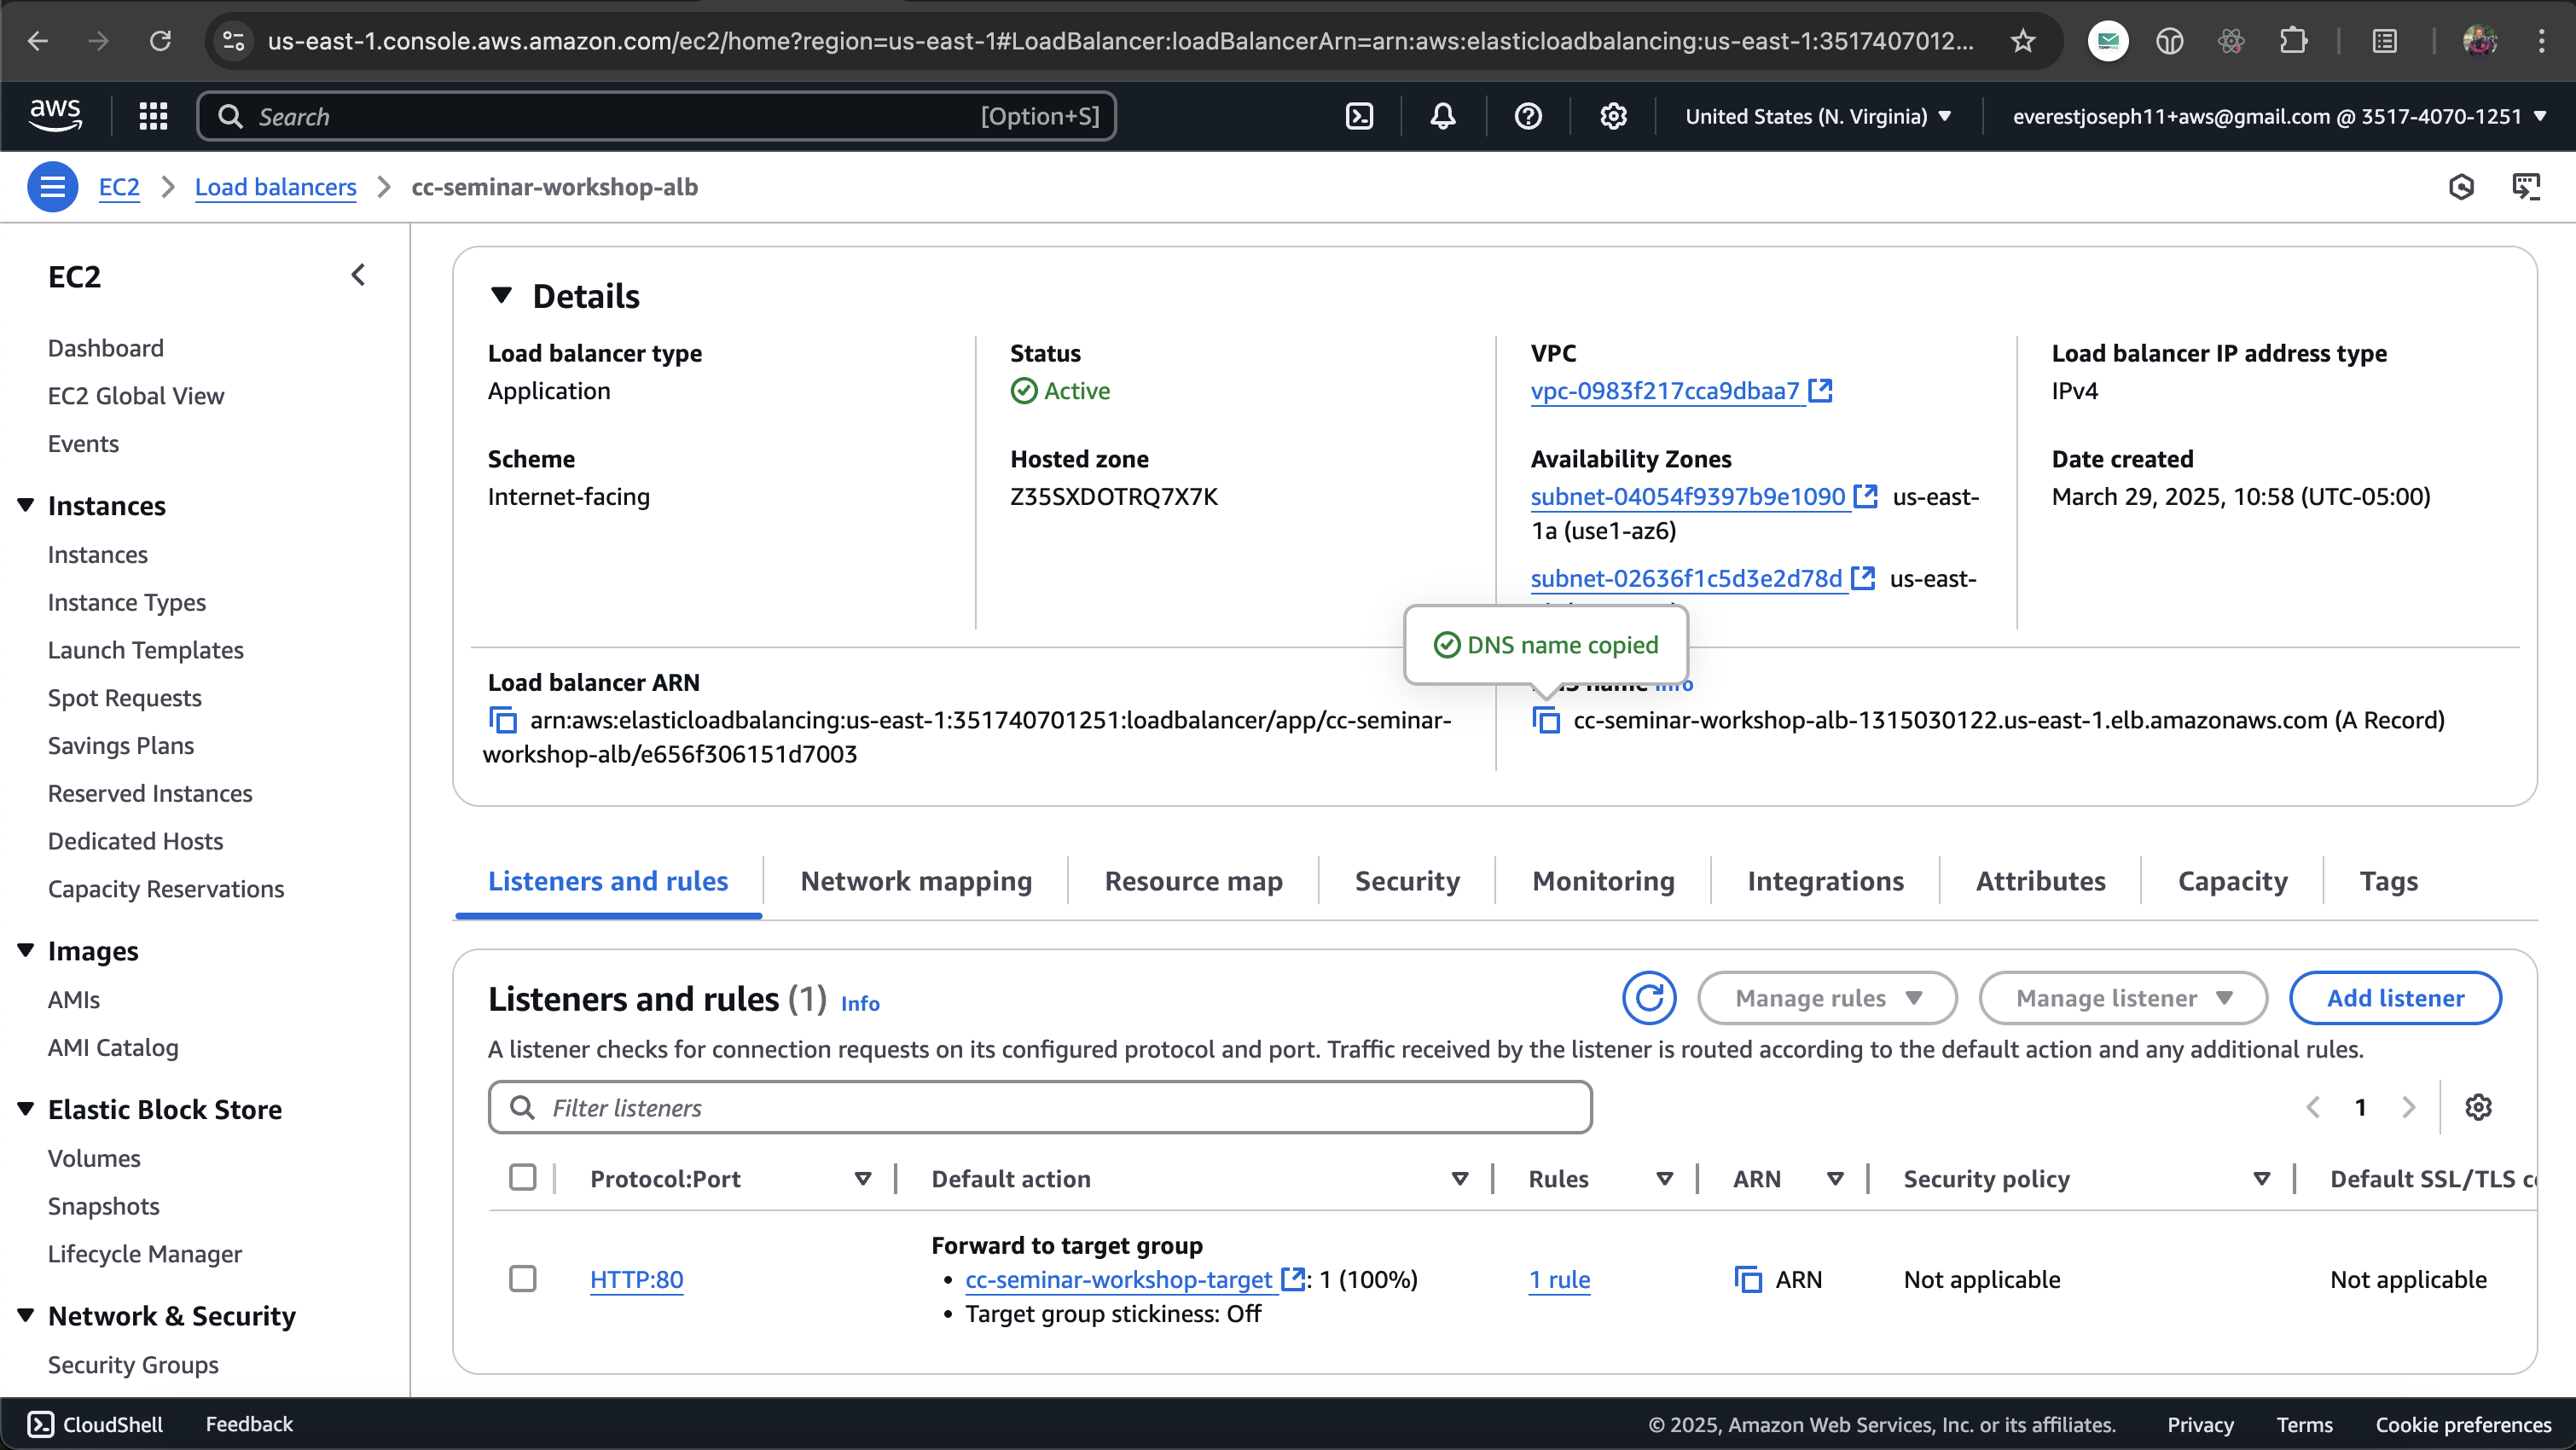 us-east-1.console.aws.amazon.com/ec2/home?region=us-east-1#LoadBalancer:loadBalancerArn=arn:aws:elasticloadbalancing:us-east-1:3517407012...
aws
Search [Option+S]
United States (N. Virginia)
everestjoseph11+aws@gmail.com @ 3517-4070-1251
EC2 > Load balancers > cc-seminar-workshop-alb
EC2
Dashboard
EC2 Global View
Events
Instances
Instances
Instance Types
Launch Templates
Spot Requests
Savings Plans
Reserved Instances
Dedicated Hosts
Capacity Reservations
Images
AMIs
AMI Catalog
Elastic Block Store
Volumes
Snapshots
Lifecycle Manager
Network & Security
Security Groups
Details
Load balancer type
Application
Status
Active
VPC
vpc-0983f217cca9dbaa7
Load balancer IP address type
IPv4
Scheme
Internet-facing
Hosted zone
Z35SXDOTRQ7X7K
Availability Zones
subnet-04054f9397b9e1090 us-east-
1a (use1-az6)
subnet-02636f1c5d3e2d78d us-east-
Date created
March 29, 2025, 10:58 (UTC-05:00)
DNS name copied
Load balancer ARN
arn:aws:elasticloadbalancing:us-east-1:351740701251:loadbalancer/app/cc-seminar-
workshop-alb/e656f306151d7003
name Info
cc-seminar-workshop-alb-1315030122.us-east-1.elb.amazonaws.com (A Record)
Listeners and rules
Network mapping
Resource map
Security
Monitoring
Integrations
Attributes
Capacity
Tags
Listeners and rules (1) Info
Manage rules
Manage listener
Add listener
A listener checks for connection requests on its configured protocol and port. Traffic received by the listener is routed according to the default action and any additional rules.
Filter listeners
1
Protocol:Port
Default action
Rules
ARN
Security policy
Default SSL/TLS
HTTP:80
Forward to target group
• cc-seminar-workshop-target : 1 (100%)
• Target group stickiness: Off
1 rule
ARN
Not applicable
Not applicable
CloudShell
Feedback
© 2025, Amazon Web Services, Inc. or its affiliates.
Privacy
Terms
Cookie preferences